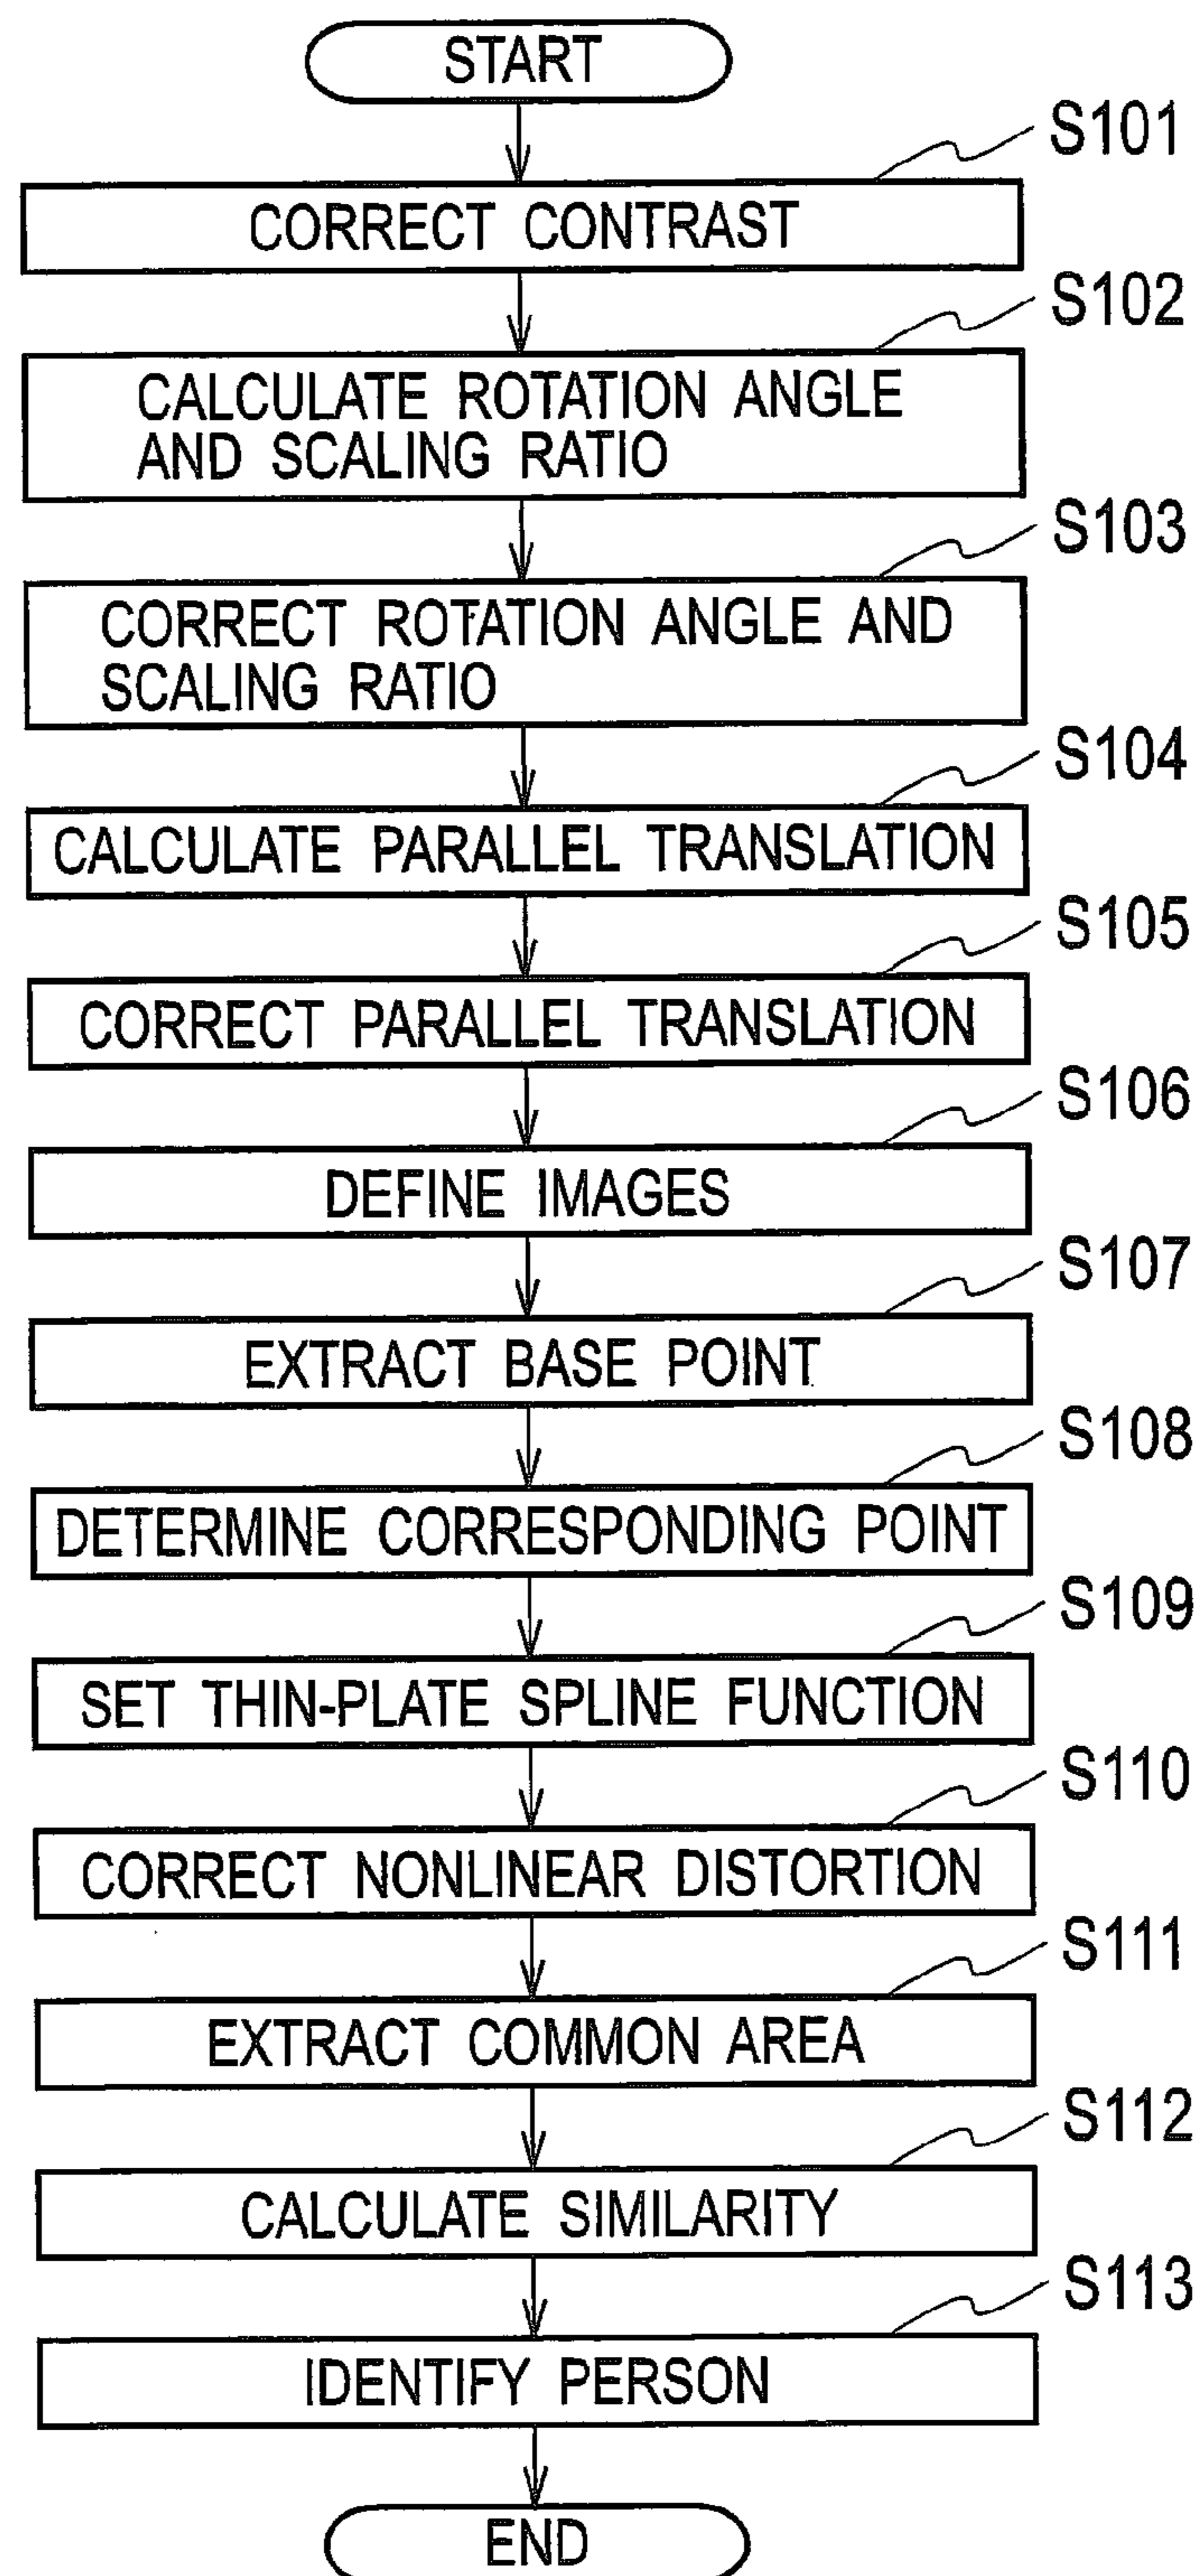 START
S101
CORRECT CONTRAST
S102
CALCULATE ROTATION ANGLE
AND SCALING RATIO
S103
CORRECT ROTATION ANGLE AND
SCALING RATIO
S104
CALCULATE PARALLEL TRANSLATION
S105
CORRECT PARALLEL TRANSLATION
S106
DEFINE IMAGES
S107
EXTRACT BASE POINT
S108
DETERMINE CORRESPONDING POINT
S109
SET THIN-PLATE SPLINE FUNCTION
S110
CORRECT NONLINEAR DISTORTION
S111
EXTRACT COMMON AREA
S112
CALCULATE SIMILARITY
S113
IDENTIFY PERSON
END